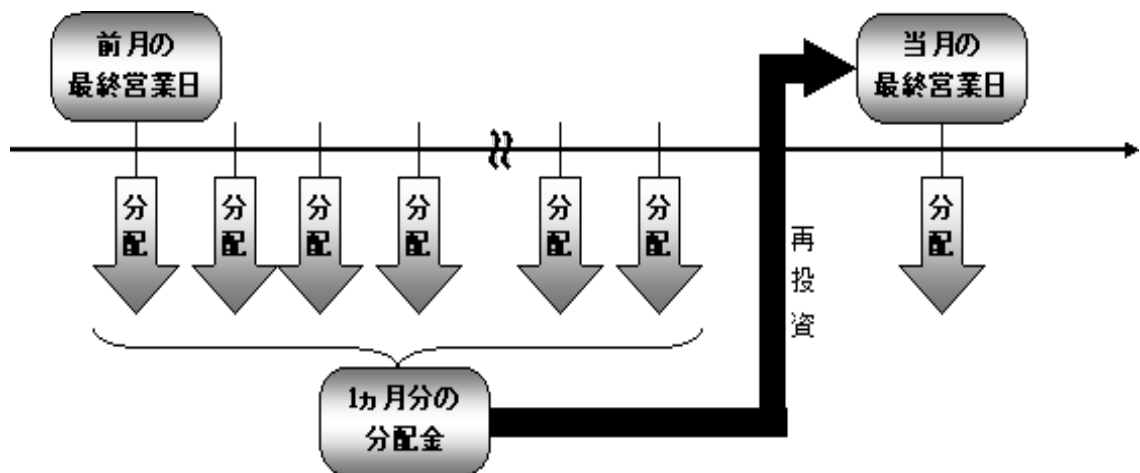 前月の
最終営業日
当月の
最終営業日
分配
分配
分配
分配
分配
分配
分配
再投資
1ヵ月分の
分配金